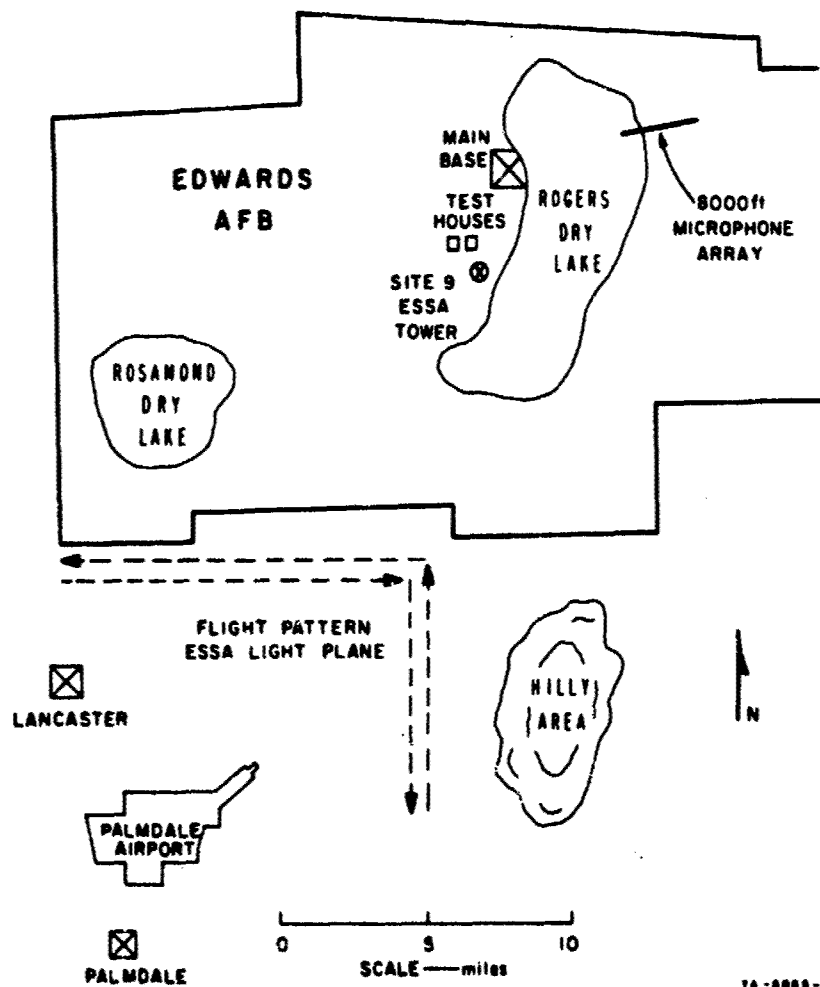 MAIN
BASE
EDWARDS
AFB
TEST
HOUSES
ROGERS
DRY
LAKE
8000ft
MICROPHONE
ARRAY
SITE 9
ESSA
TOWER
ROSAMOND
DRY
LAKE
FLIGHT PATTERN
ESSA LIGHT PLANE
HILLY
AREA
N
LANCASTER
PALMDALE
AIRPORT
0 5 10
SCALE — miles
PALMDALE